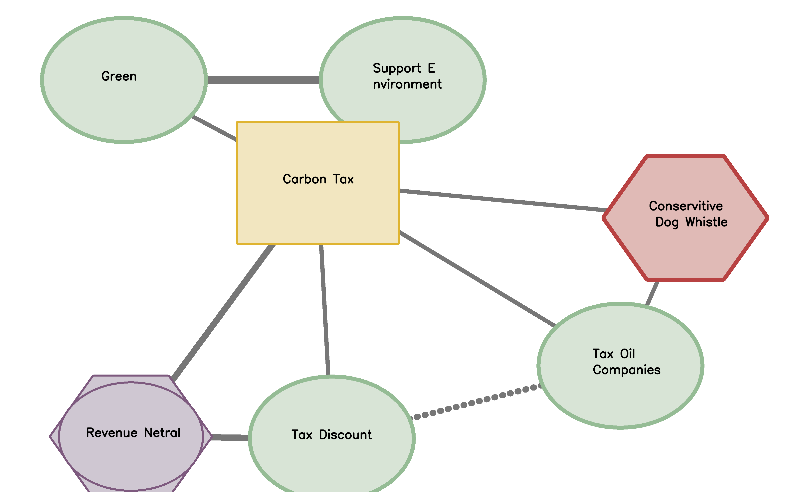 Green
Support E
nvironment
Carbon Tax
Conservitive
Dog Whistle
Tax Oil
Companies
Revenue Netral
Tax Discount